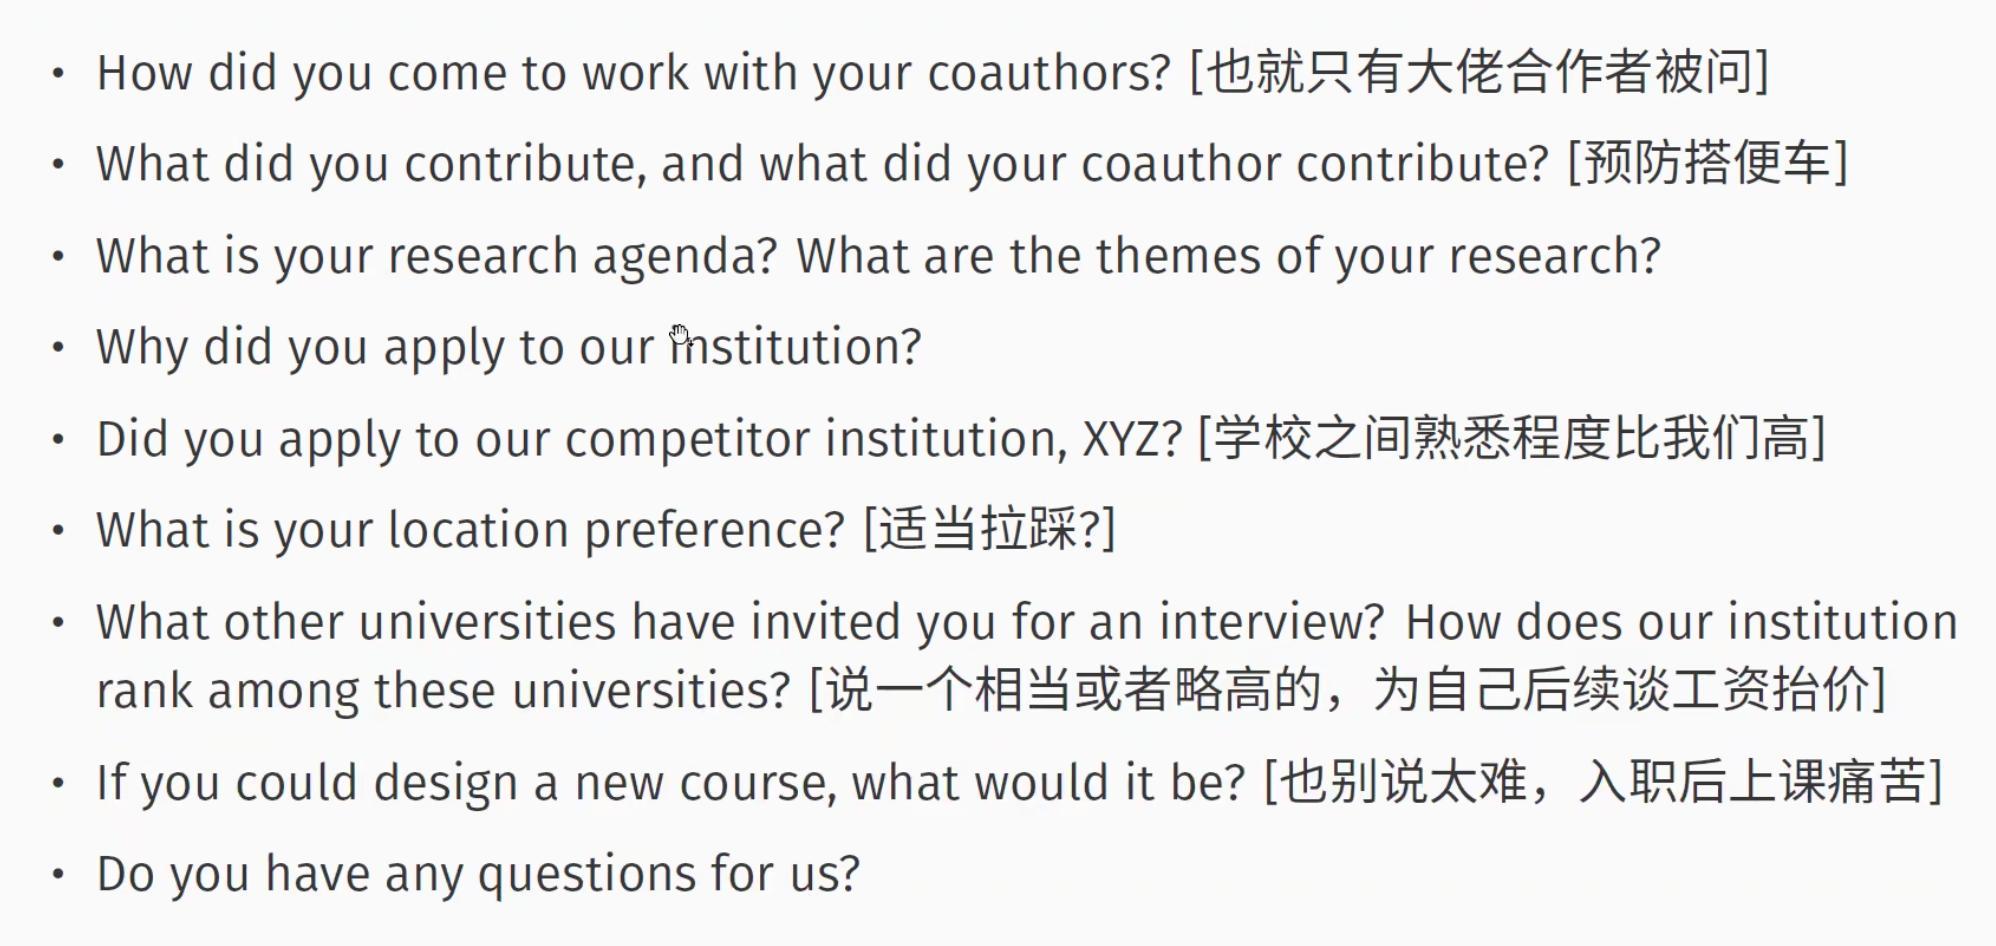 • How did you come to work with your coauthors? [也就只有大佬合作者被问]
• What did you contribute, and what did your coauthor contribute? [预防搭便车]
• What is your research agenda? What are the themes of your research?
• Why did you apply to our institution?
• Did you apply to our competitor institution, XYZ? [学校之间熟悉程度比我们高]
• What is your location preference? [适当拉踩?]
• What other universities have invited you for an interview? How does our institution
rank among these universities? [说一个相当或者略高的，为自己后续谈工资抬价]
• If you could design a new course, what would it be? [也别说太难，入职后上课痛苦]
• Do you have any questions for us?